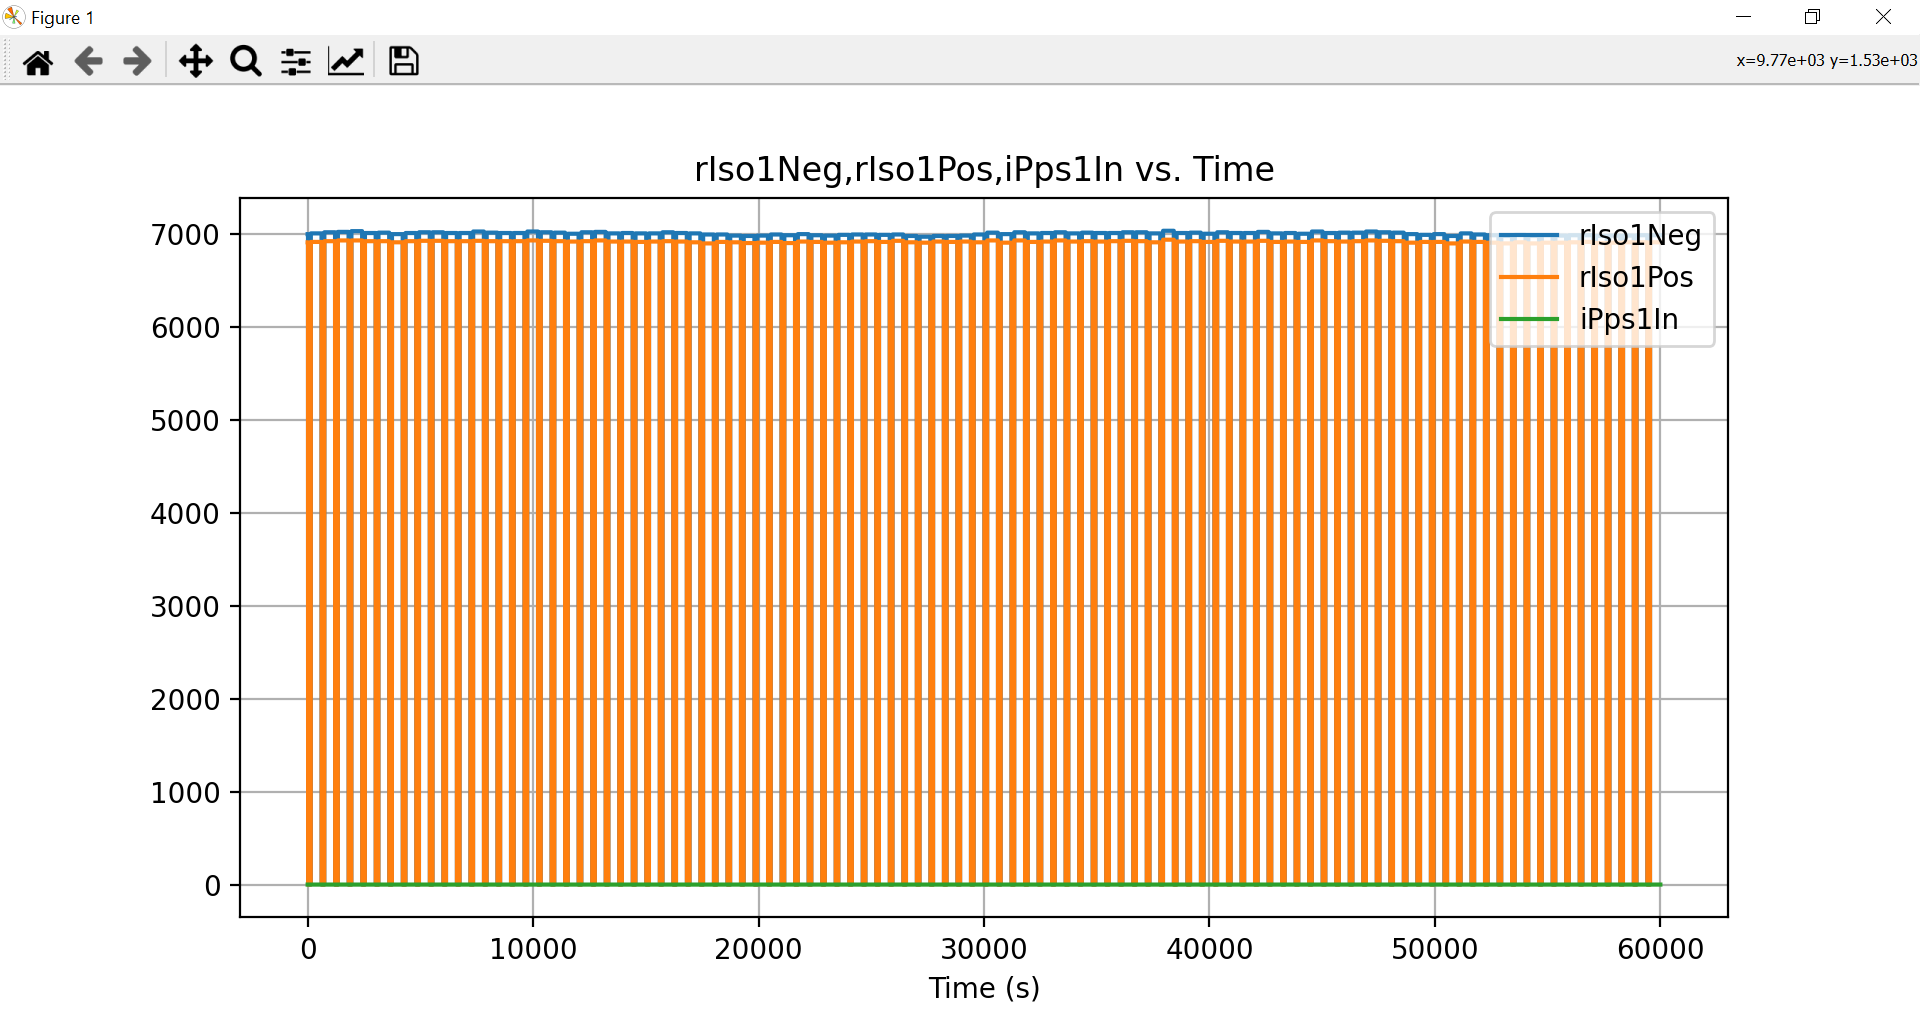 Figure 1
x=9.77e+03 y=1.53e+03
rIso1Neg,rIso1Pos,iPps1In vs. Time
7000
6000
5000
4000
3000
2000
1000
0
rIso1Neg
rIso1Pos
iPps1In
0 10000 20000 30000 40000 50000 60000
Time (s)